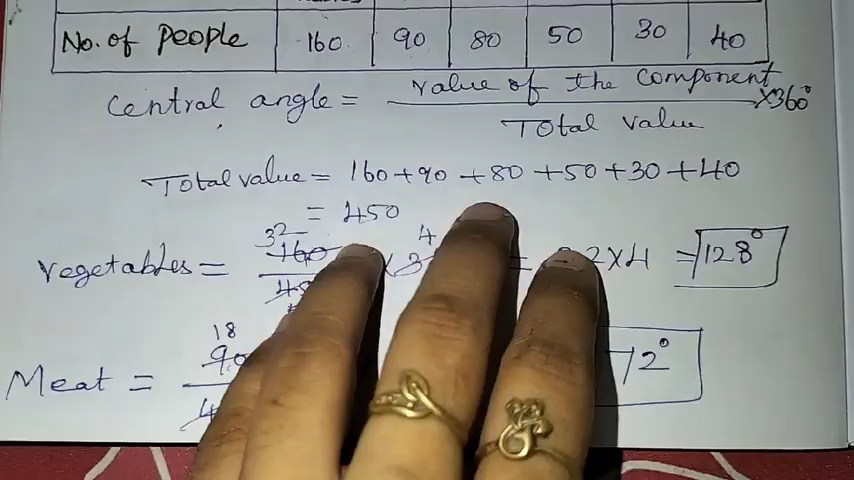 No. of People 160 90 80 50 30 40
Central angle = value of the component / Total value ×360°
Total value = 160+90 +80 +50 +30 +40
= 450
vegetables = 32 160 × 4 = 32×4 = 128°
Meat = 18 90 72°